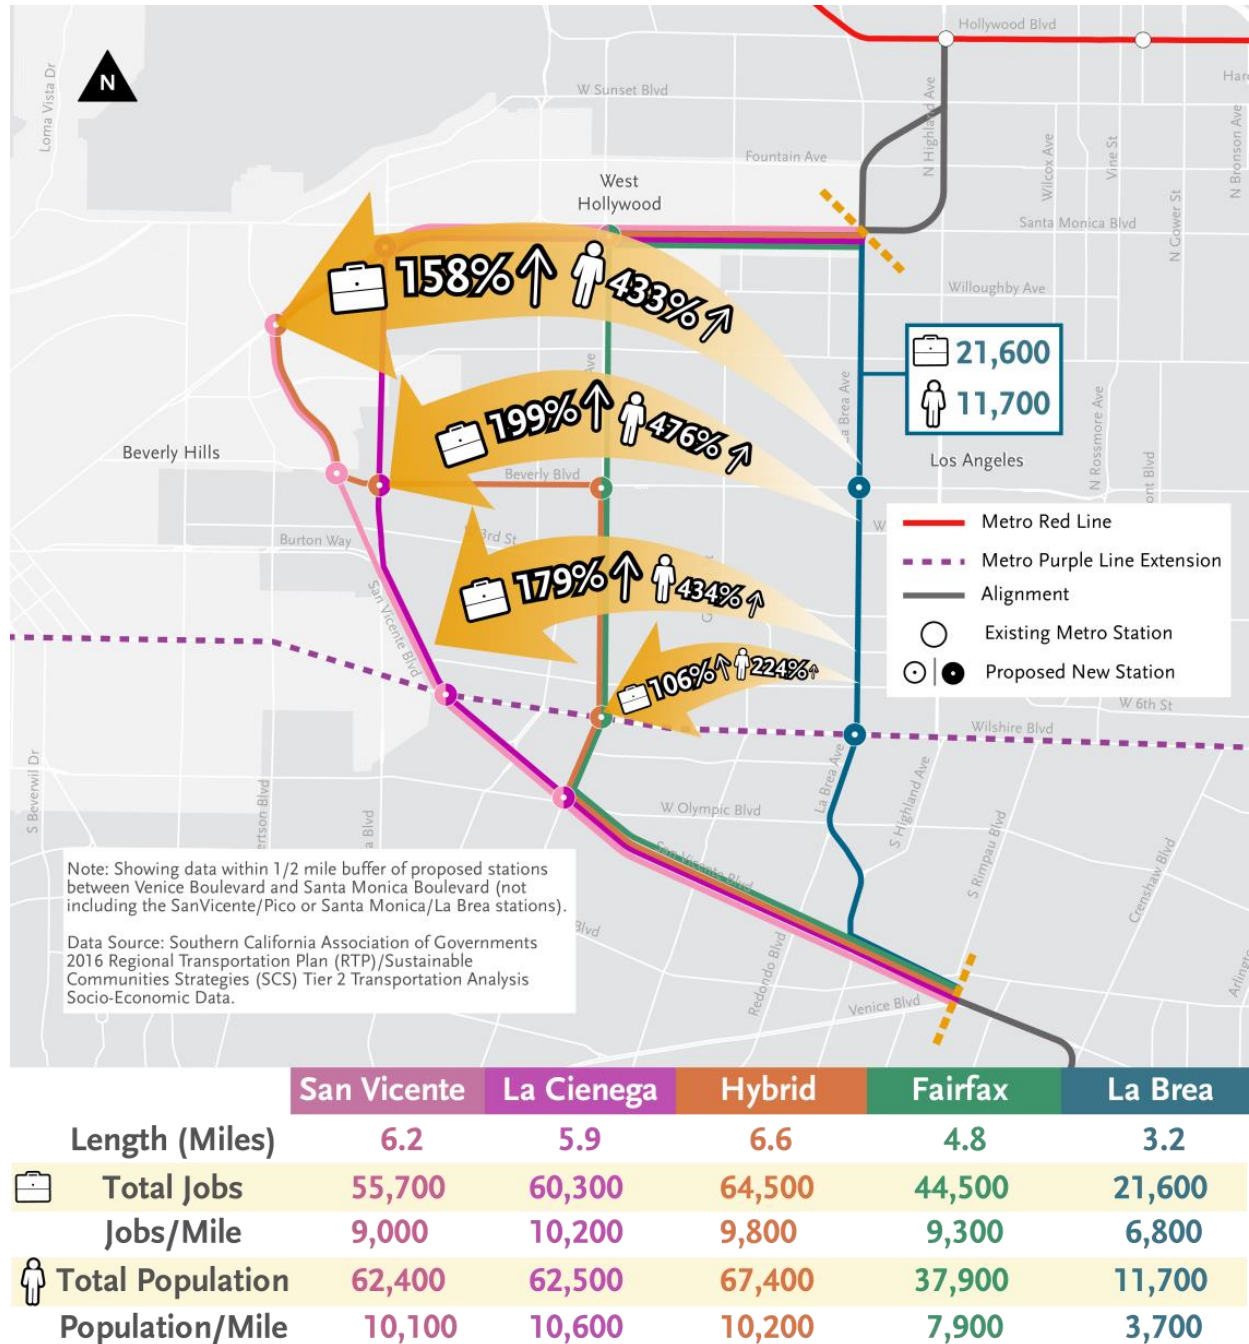 Hollywood Blvd
N
Loma Vista Dr
W Sunset Blvd
N Highland Ave
Wilcox Ave
Vine St
N Bronson Ave
Fountain Ave
West
Hollywood
Santa Monica Blvd
N Gower St
158%
433%
Willoughby Ave
21,600
11,700
La Brea Ave
199%
476%
Beverly Hills
Beverly Blvd
Los Angeles
N Rossmore Ave
Metro Red Line
Metro Purple Line Extension
Alignment
Existing Metro Station
Proposed New Station
Burton Way
3rd St
San Vicente Blvd
179%
434%
106%
224%
W 6th St
Wilshire Blvd
S Beverwil Dr
W Olympic Blvd
La Brea Ave
S Highland Ave
S Rimpau Blvd
Crenshaw Blvd
San Vicente Blvd
Redondo Blvd
Venice Blvd
Note: Showing data within 1/2 mile buffer of proposed stations
between Venice Boulevard and Santa Monica Boulevard (not
including the SanVicente/Pico or Santa Monica/La Brea stations).
Data Source: Southern California Association of Governments
2016 Regional Transportation Plan (RTP)/Sustainable
Communities Strategies (SCS) Tier 2 Transportation Analysis
Socio-Economic Data.
San Vicente La Cienega Hybrid Fairfax La Brea
Length (Miles) 6.2 5.9 6.6 4.8 3.2
Total Jobs 55,700 60,300 64,500 44,500 21,600
Jobs/Mile 9,000 10,200 9,800 9,300 6,800
Total Population 62,400 62,500 67,400 37,900 11,700
Population/Mile 10,100 10,600 10,200 7,900 3,700